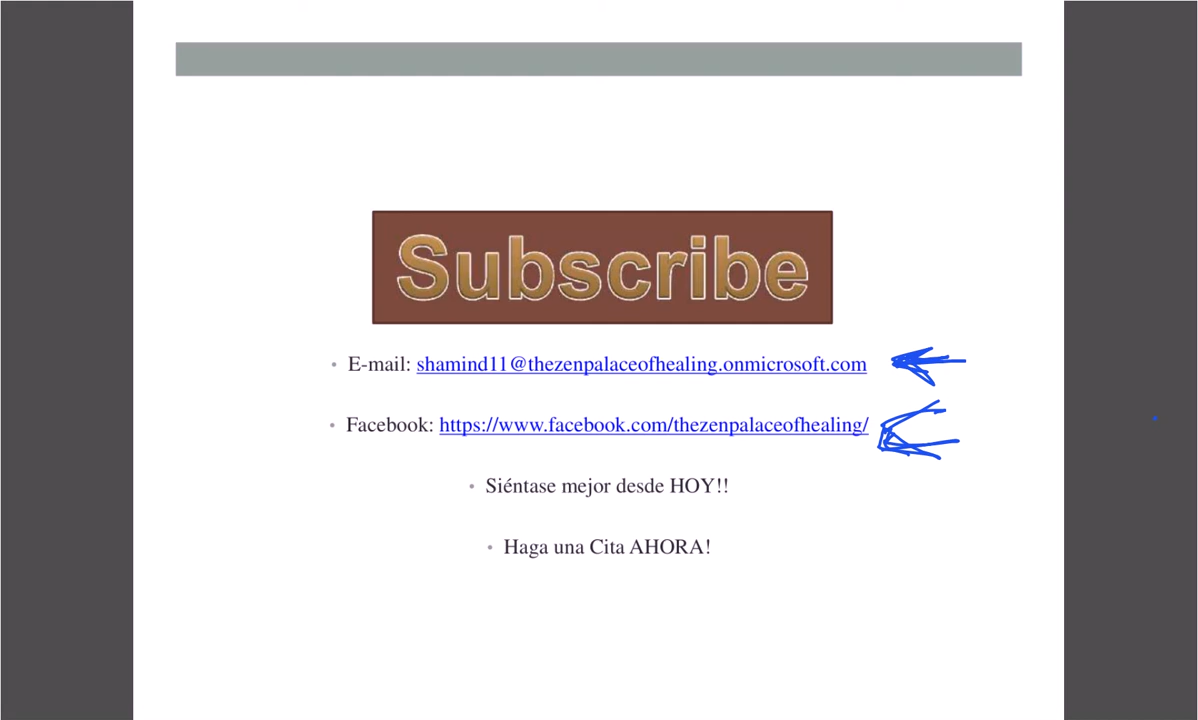 Subscribe
• E-mail: shamind11@thezenpalaceofhealing.onmicrosoft.com
• Facebook: https://www.facebook.com/thezenpalaceofhealing/
• Siéntase mejor desde HOY!!
• Haga una Cita AHORA!